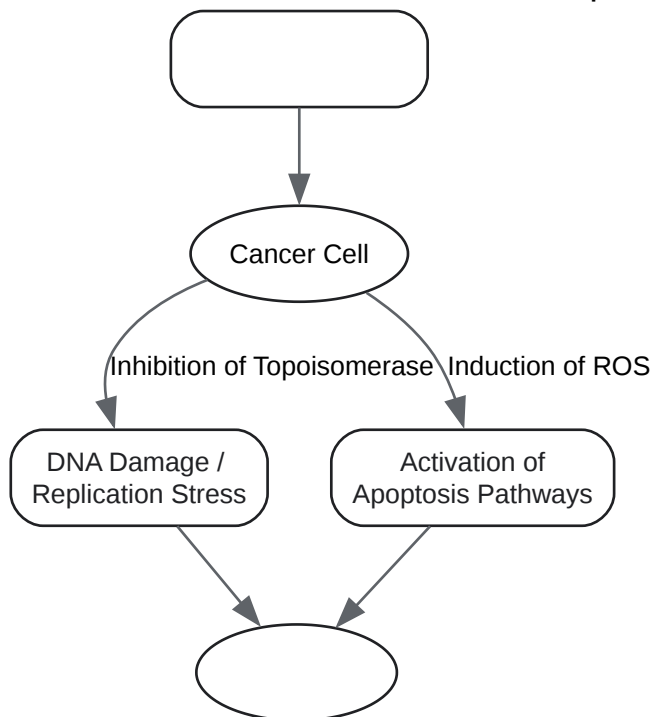 Cancer Cell
Inhibition of Topoisomerase
Induction of ROS
DNA Damage /
Replication Stress
Activation of
Apoptosis Pathways